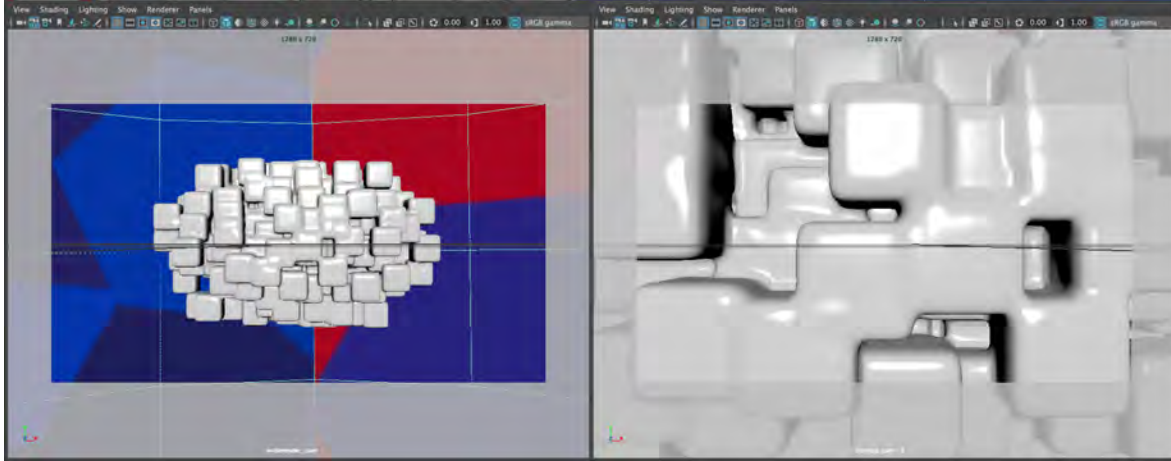 View Shading Lighting Show Renderer Panels
0.00 1.00 sRGB gamma
1280 x 720
View Shading Lighting Show Renderer Panels
0.00 1.00 sRGB gamma
1280 x 720